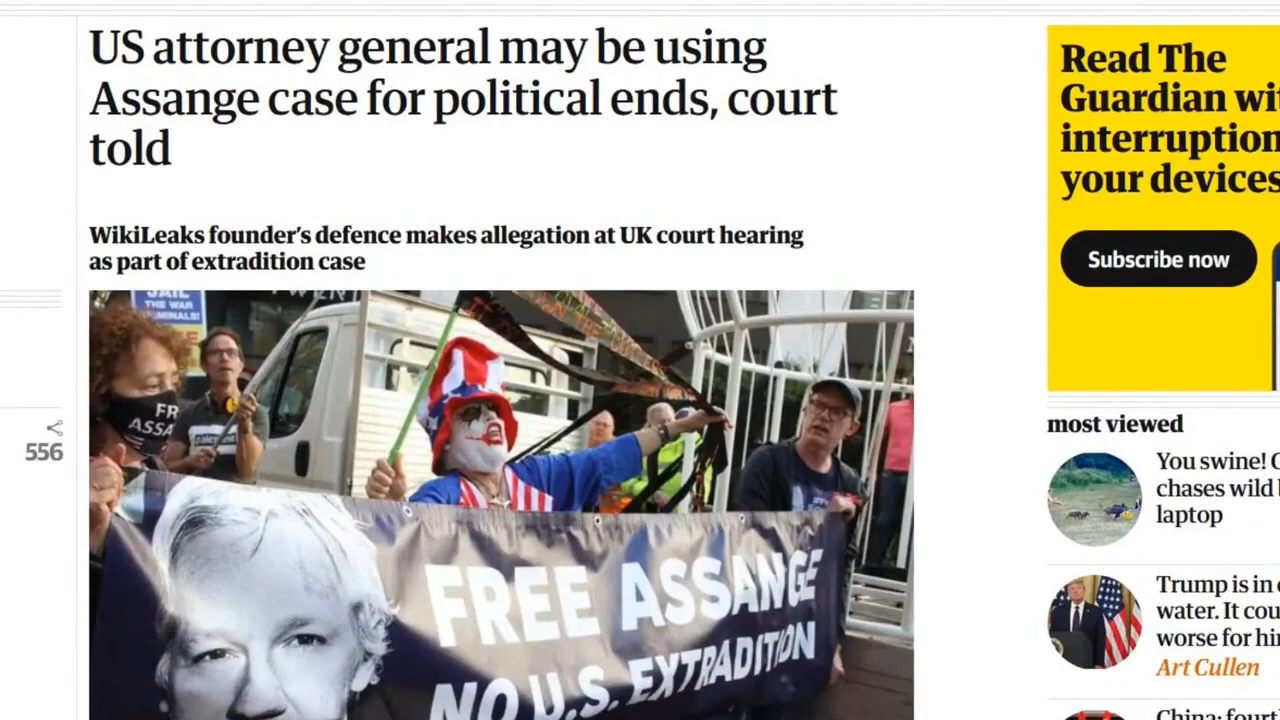 US attorney general may be using
Assange case for political ends, court
told
WikiLeaks founder's defence makes allegation at UK court hearing
as part of extradition case
556
JAIL
THE WAR
FREE ASSANGE
NO U.S. EXTRADITION
Read The
Guardian
your devices
Subscribe now
most viewed
You swine!
chases wild
laptop
Trump is in
water. It
worse for
Art Cullen